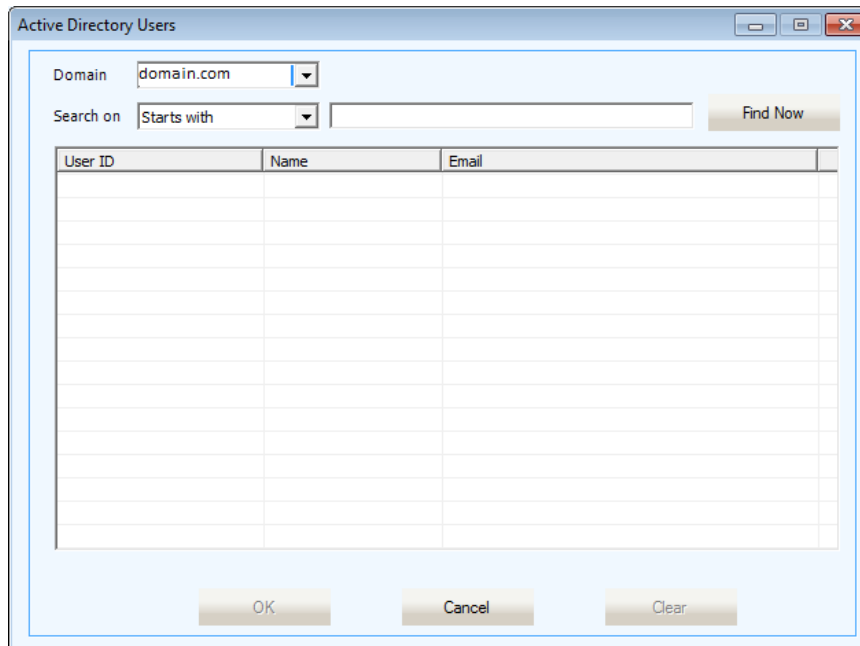 Active Directory Users
Domain domain.com
Search on Starts with Find Now
User ID Name Email
OK Cancel Clear